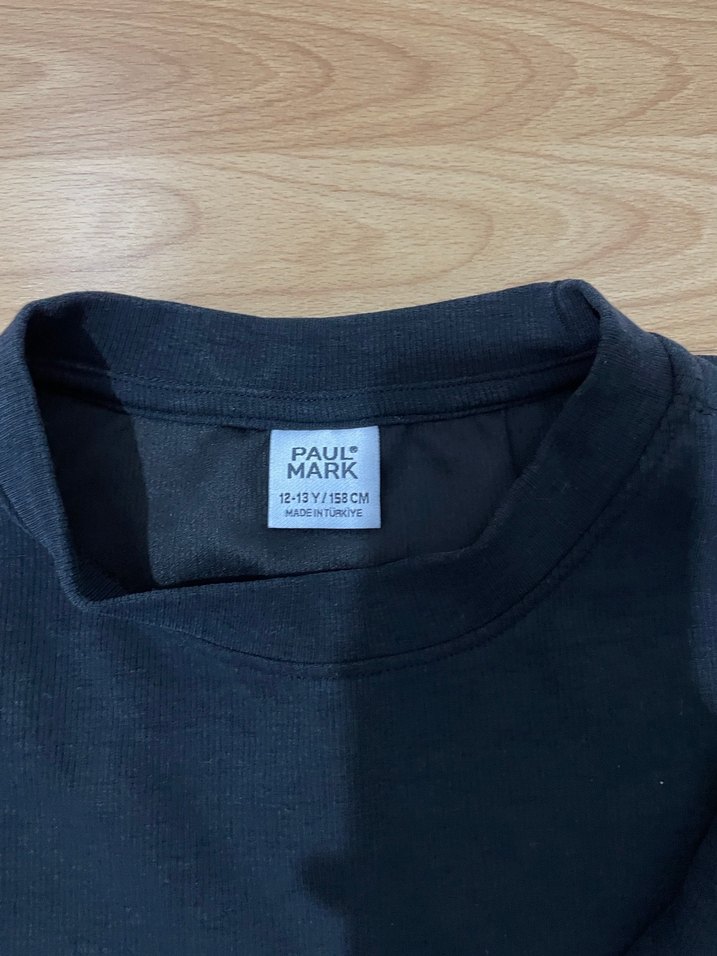 PAUL®
MARK
12-13 Y / 158 CM
MADE IN TÜRKİYE